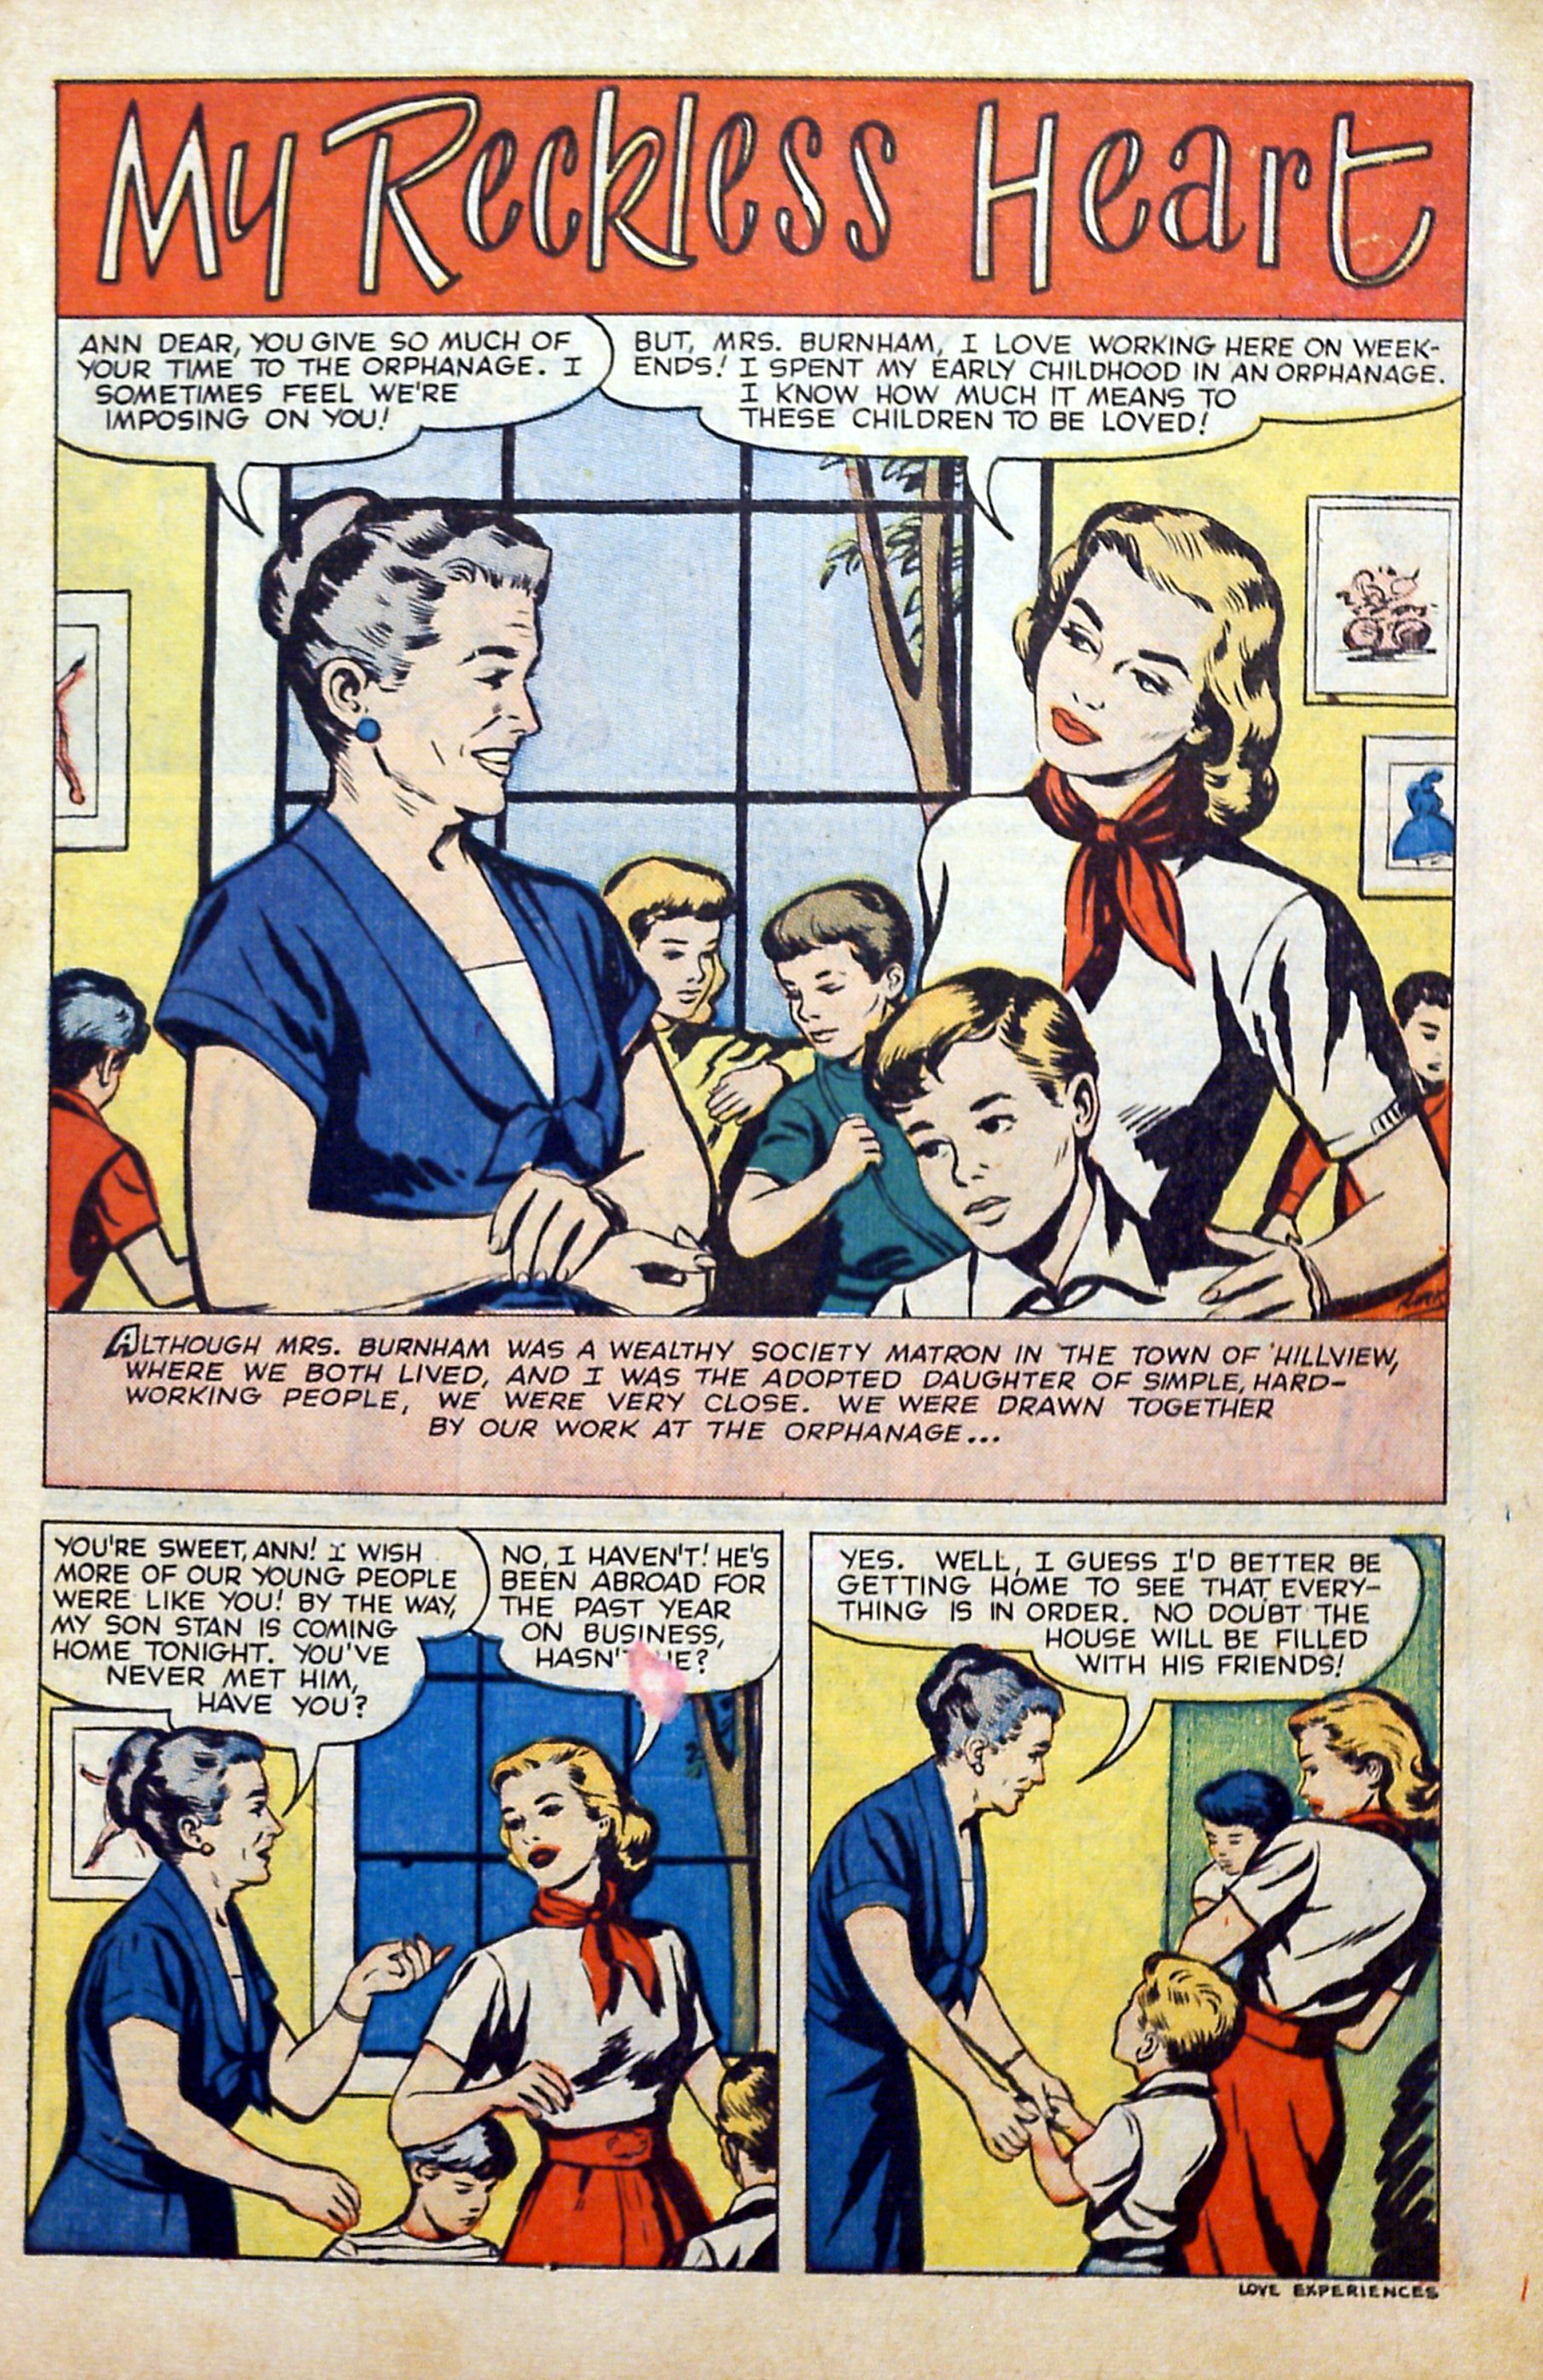 My Reckless Heart
ANN DEAR, YOU GIVE SO MUCH OF
YOUR TIME TO THE ORPHANAGE. I
SOMETIMES FEEL WE'RE
IMPOSING ON YOU!
BUT, MRS. BURNHAM, I LOVE WORKING HERE ON WEEK-
ENDS! I SPENT MY EARLY CHILDHOOD IN AN ORPHANAGE.
I KNOW HOW MUCH IT MEANS TO
THESE CHILDREN TO BE LOVED!
ALTHOUGH MRS. BURNHAM WAS A WEALTHY SOCIETY MATRON IN THE TOWN OF HILLVIEW,
WHERE WE BOTH LIVED, AND I WAS THE ADOPTED DAUGHTER OF SIMPLE, HARD-
WORKING PEOPLE, WE WERE VERY CLOSE. WE WERE DRAWN TOGETHER
BY OUR WORK AT THE ORPHANAGE...
YOU'RE SWEET, ANN! I WISH
MORE OF OUR YOUNG PEOPLE
WERE LIKE YOU! BY THE WAY,
MY SON STAN IS COMING
HOME TONIGHT. YOU'VE
NEVER MET HIM,
HAVE YOU?
NO, I HAVEN'T! HE'S
BEEN ABROAD FOR
THE PAST YEAR
ON BUSINESS,
HASN'T HE?
YES. WELL, I GUESS I'D BETTER BE
GETTING HOME TO SEE THAT EVERY-
THING IS IN ORDER. NO DOUBT THE
HOUSE WILL BE FILLED
WITH HIS FRIENDS!
LOVE EXPERIENCES